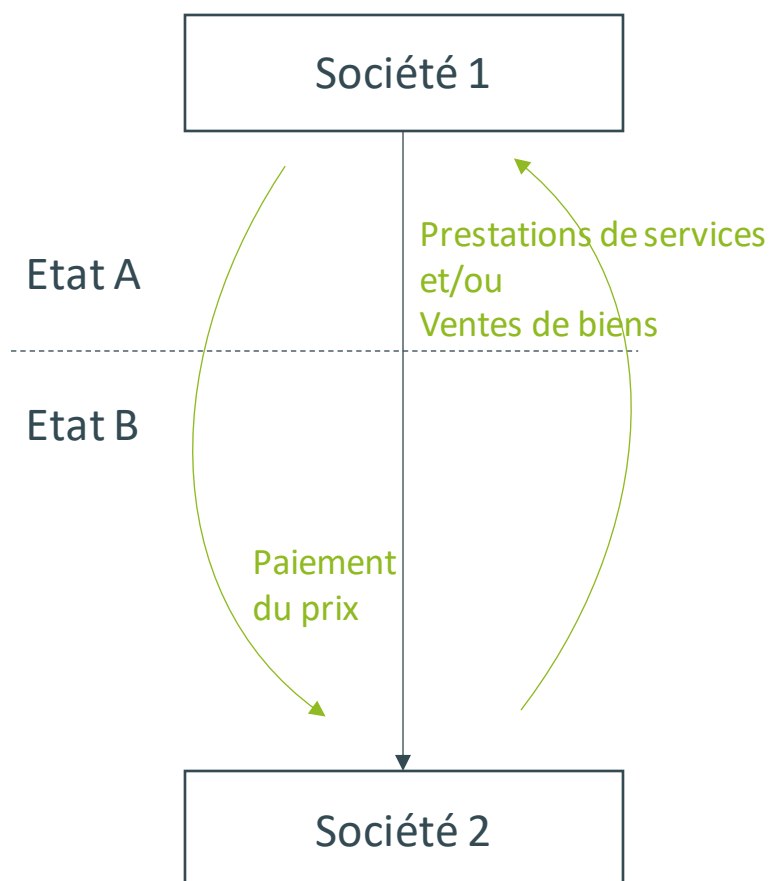 Société 1
Prestations de services
et/ou
Ventes de biens
Etat A
Etat B
Paiement
du prix
Société 2